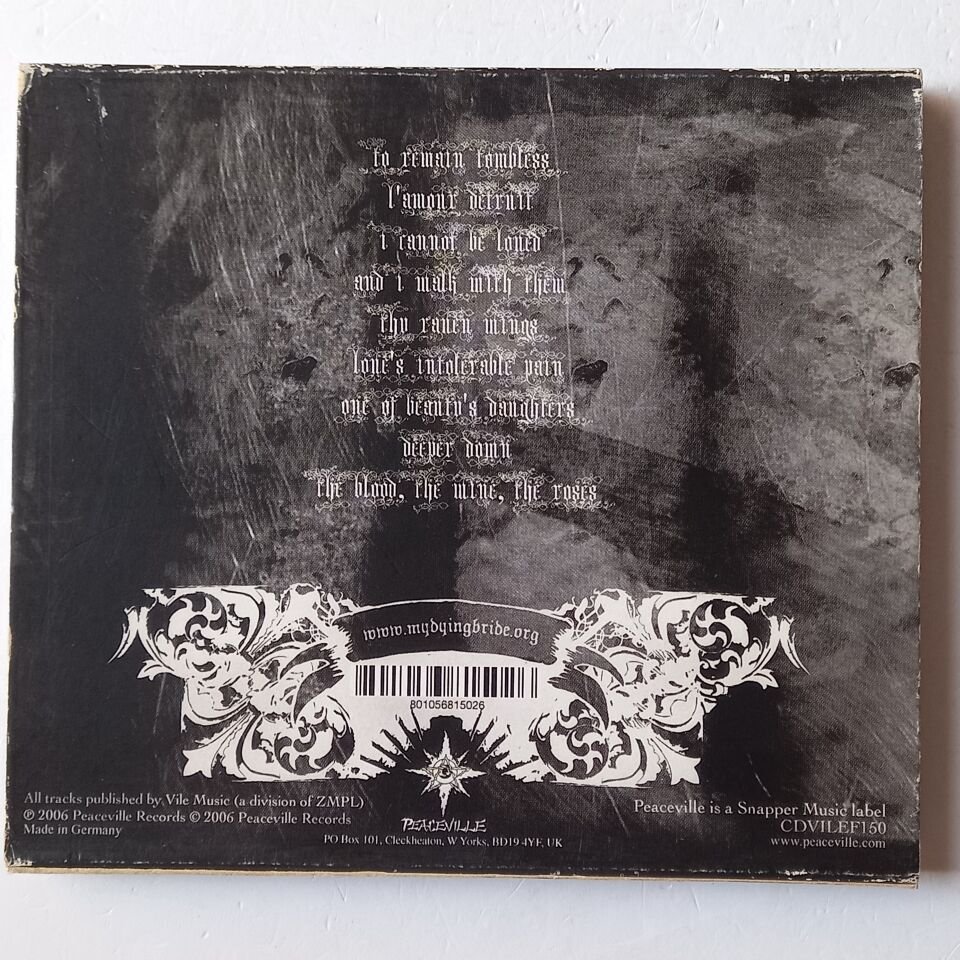 to remain tombless
l'amour detruit
i cannot be loved
and i walk with them
thy raven wings
love's intolerable pain
one of beauty's daughters
deeper down
the blood, the wine, the roses
www.mydyingbride.org
801056815026
All tracks published by Vile Music (a division of ZMPL)
℗ 2006 Peaceville Records © 2006 Peaceville Records
Made in Germany
PEACEVILLE
PO Box 101, Cleckheaton, W Yorks, BD19 4YF, UK
Peaceville is a Snapper Music label
CDVILEF150
www.peaceville.com